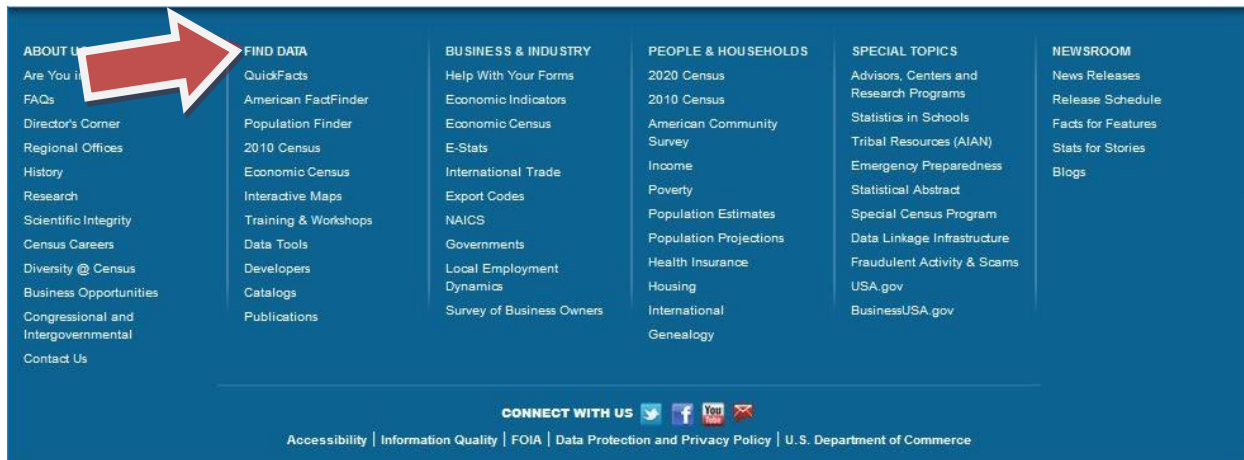 ABOUT
Are You
FAQs
Director's Corner
Regional Offices
History
Research
Scientific Integrity
Census Careers
Diversity @ Census
Business Opportunities
Congressional and
Intergovernmental
Contact Us
FIND DATA
QuickFacts
American FactFinder
Population Finder
2010 Census
Economic Census
Interactive Maps
Training & Workshops
Data Tools
Developers
Catalogs
Publications
BUSINESS & INDUSTRY
Help With Your Forms
Economic Indicators
Economic Census
E-Stats
International Trade
Export Codes
NAICS
Governments
Local Employment
Dynamics
Survey of Business Owners
PEOPLE & HOUSEHOLDS
2020 Census
2010 Census
American Community
Survey
Income
Poverty
Population Estimates
Population Projections
Health Insurance
Housing
International
Genealogy
SPECIAL TOPICS
Advisors, Centers and
Research Programs
Statistics in Schools
Tribal Resources (AIAN)
Emergency Preparedness
Statistical Abstract
Special Census Program
Data Linkage Infrastructure
Fraudulent Activity & Scams
USA.gov
BusinessUSA.gov
NEWSROOM
News Releases
Release Schedule
Facts for Features
Stats for Stories
Blogs
CONNECT WITH US You Tube
Accessibility | Information Quality | FOIA | Data Protection and Privacy Policy | U.S. Department of Commerce